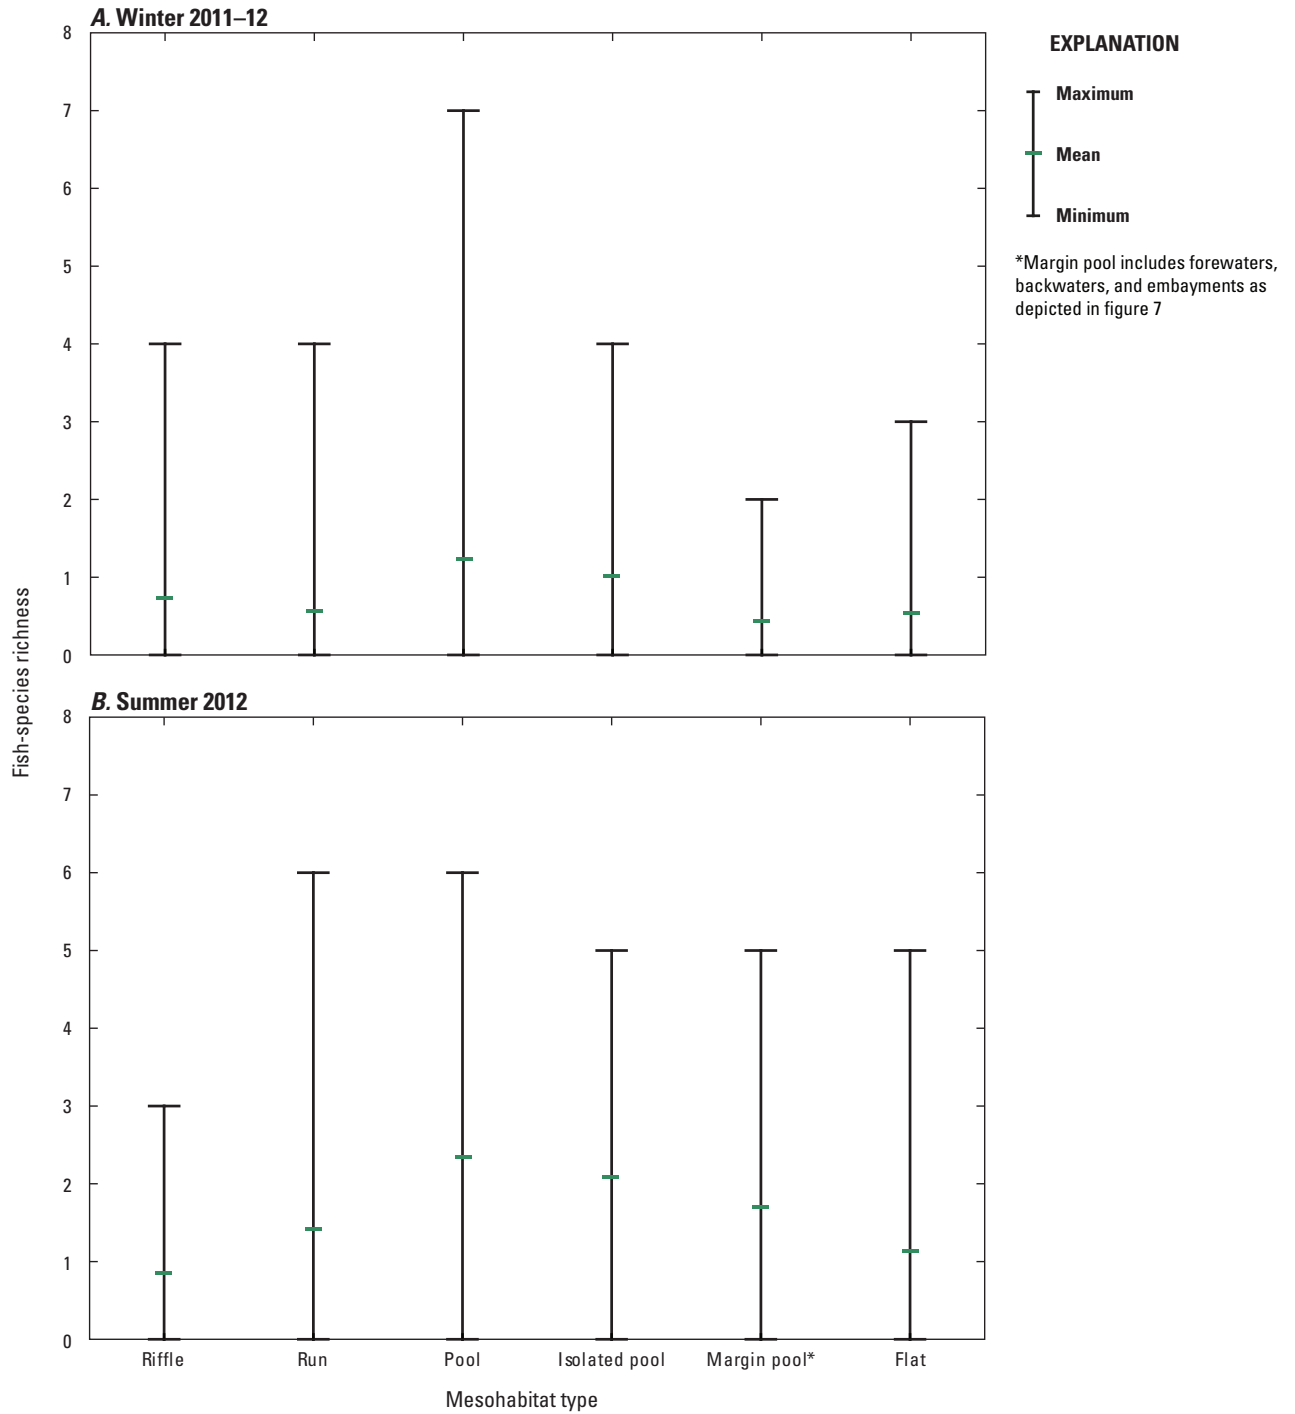 A. Winter 2011–12
8
7
6
5
4
3
2
1
0
EXPLANATION
Maximum
Mean
Minimum
*Margin pool includes forewaters,
backwaters, and embayments as
depicted in figure 7
Fish-species richness
B. Summer 2012
8
7
6
5
4
3
2
1
0
Riffle Run Pool Isolated pool Margin pool* Flat
Mesohabitat type